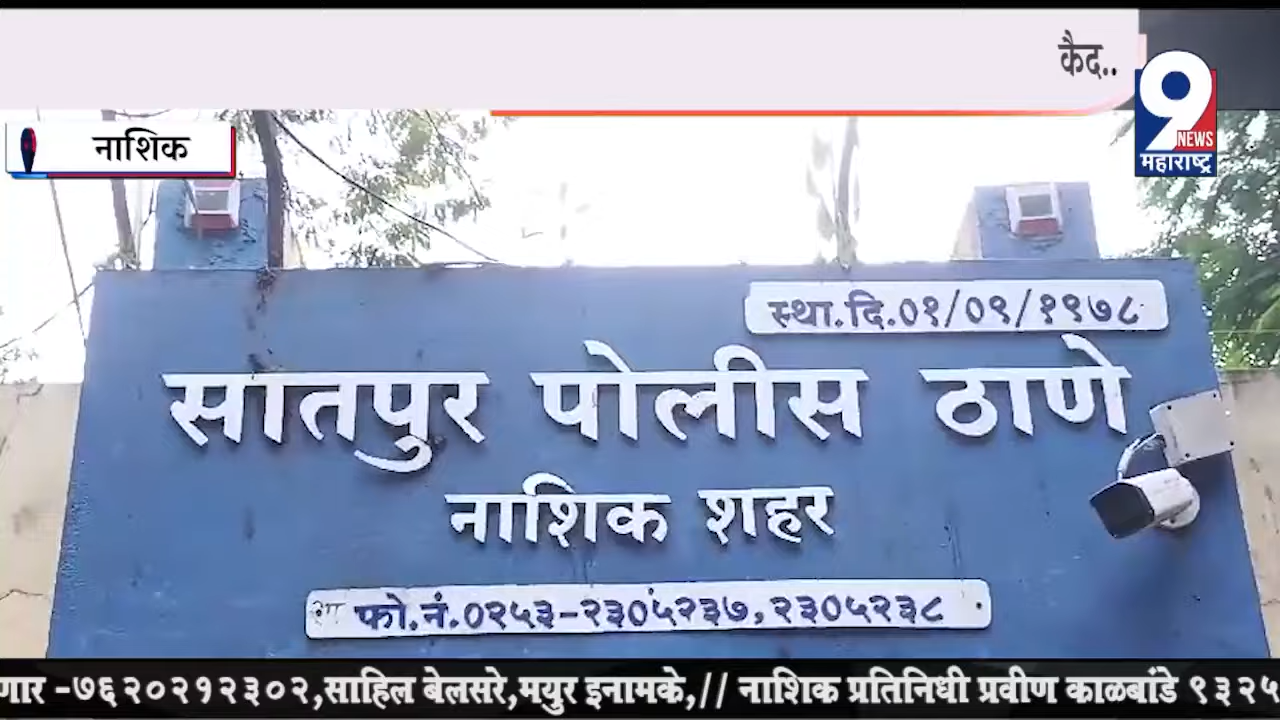 कैद..
9
NEWS
महाराष्ट्र
नाशिक
स्था.दि.०१/०९/१९७८
सातपुर पोलीस ठाणे
नाशिक शहर
फो.नं.०२५३-२३०५२३७,२३०५२३८
गार -७६२०२१२३०२,साहिल बेलसरे,मयुर इनामके,// नाशिक प्रतिनिधी प्रवीण काळबांडे ९३२५